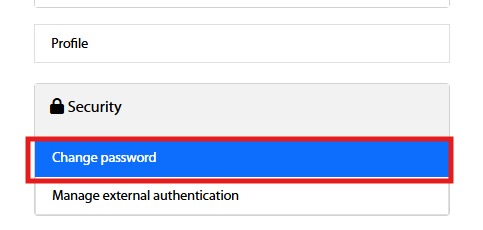 Profile
Security
Change password
Manage external authentication